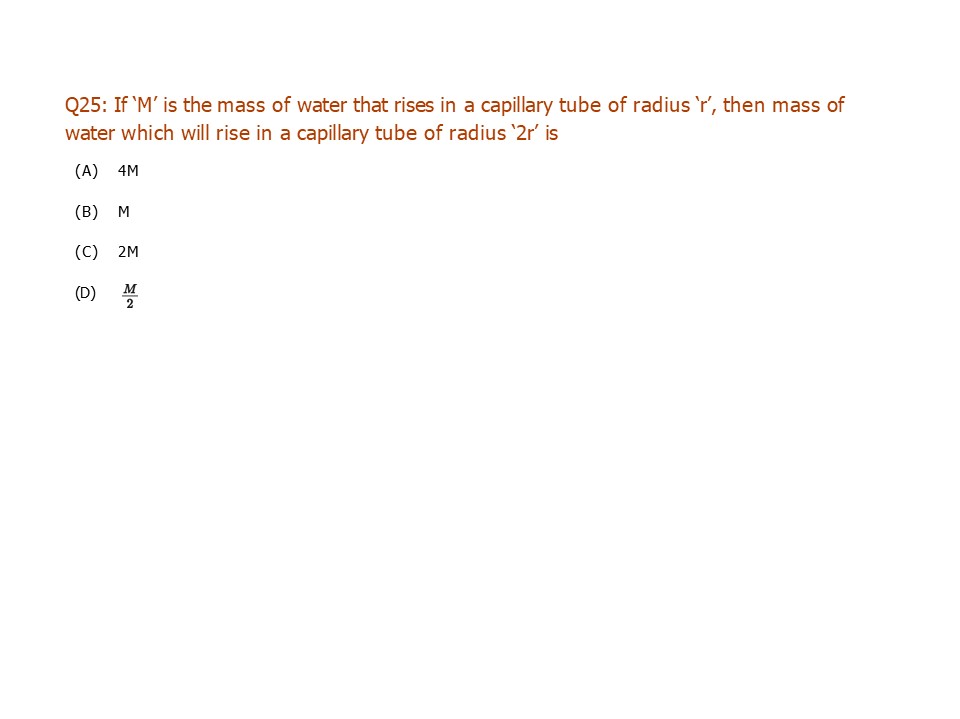 Q25: If ‘M’ is the mass of water that rises in a capillary tube of radius ‘r’, then mass of
water which will rise in a capillary tube of radius ‘2r’ is
(A) 4M
(B) M
(C) 2M
(D) M/2